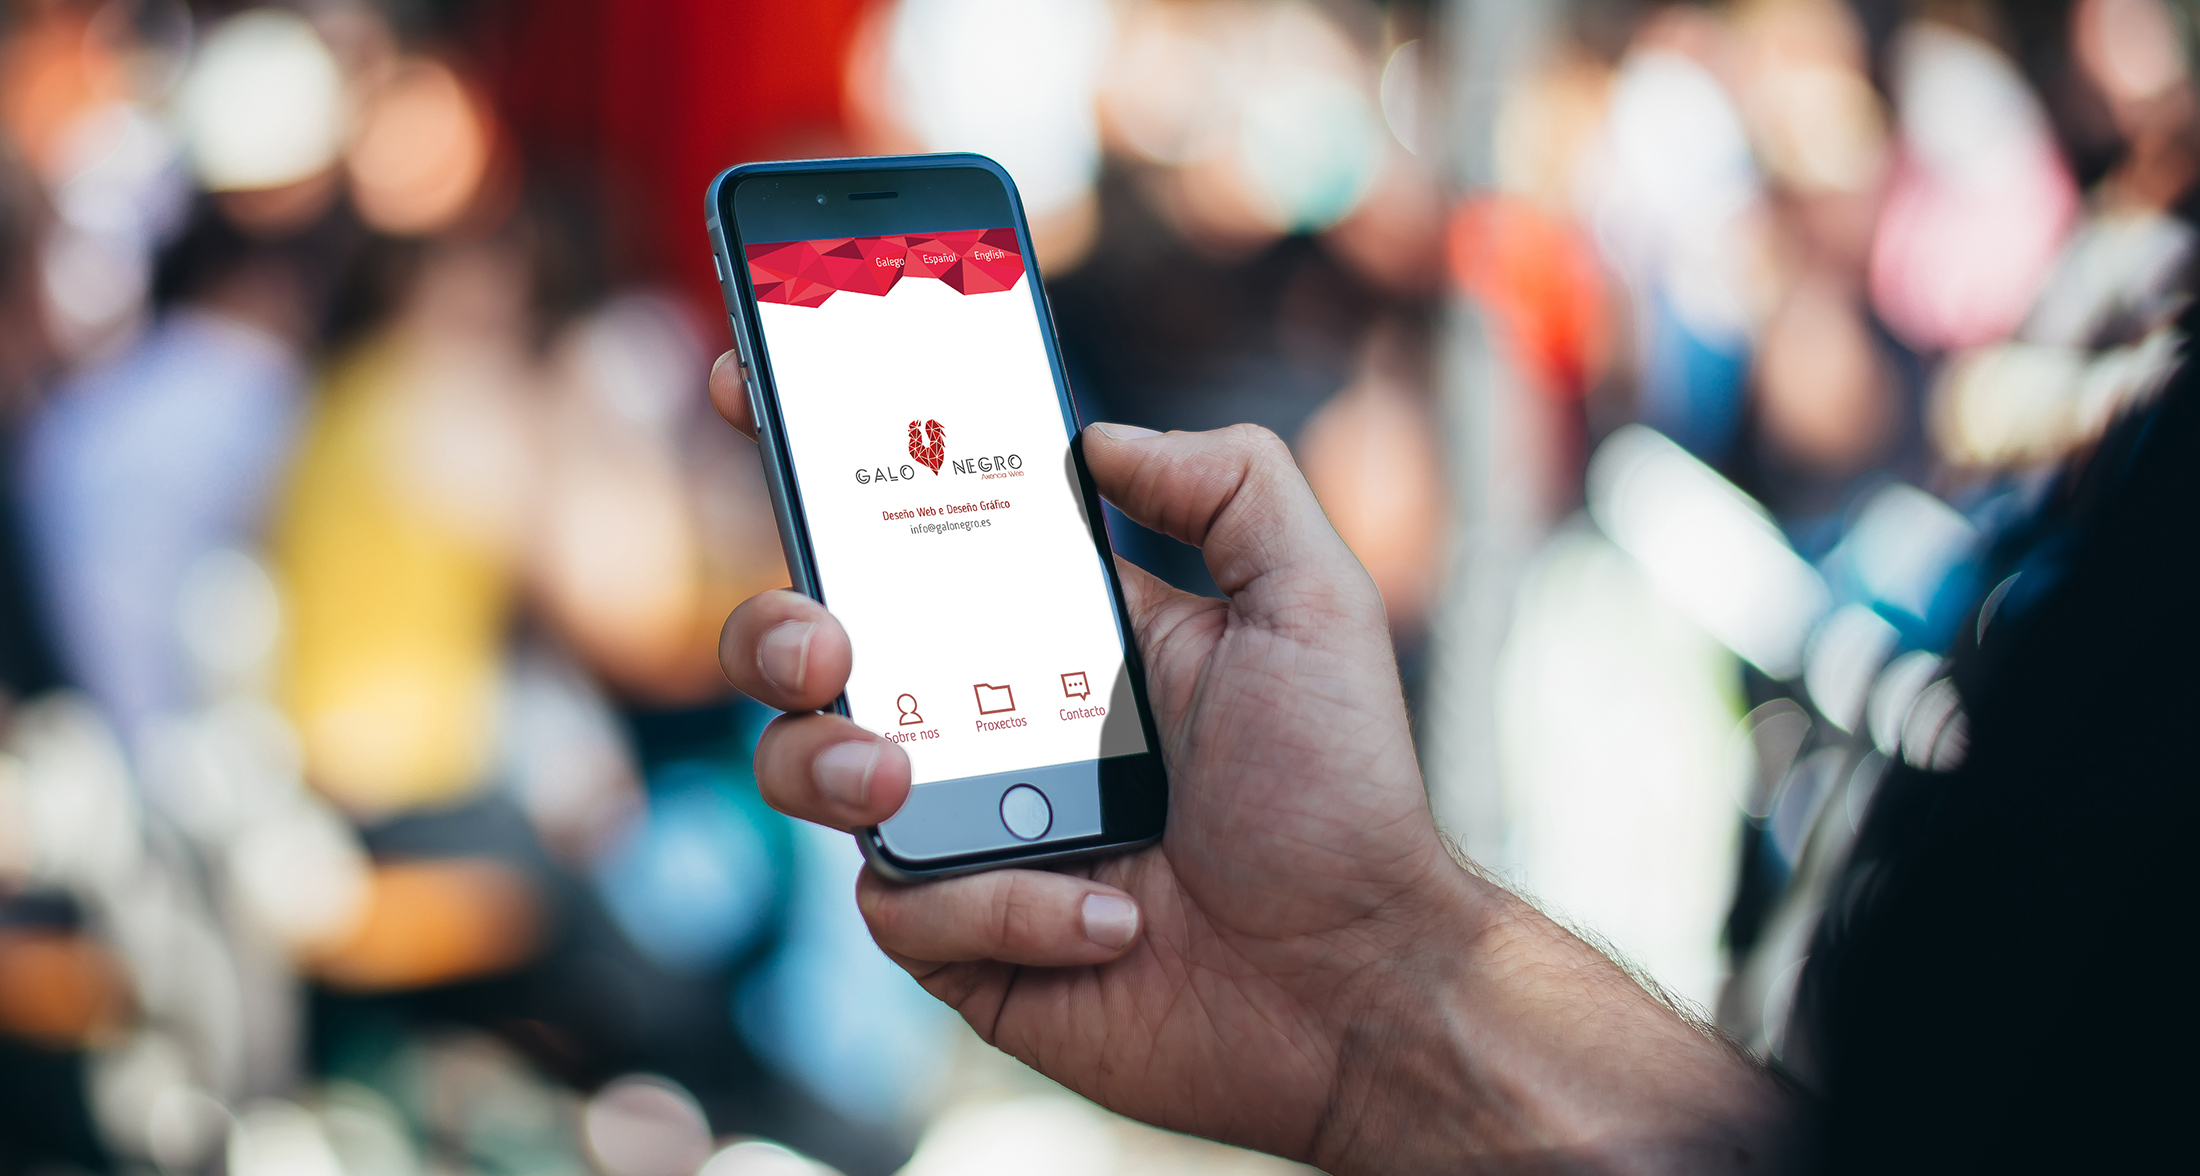 Galego Español English
GALO NEGRO
Axencia Web
Deseño Web e Deseño Gráfico
info@galonegro.es
Sobre nos Proxectos Contacto